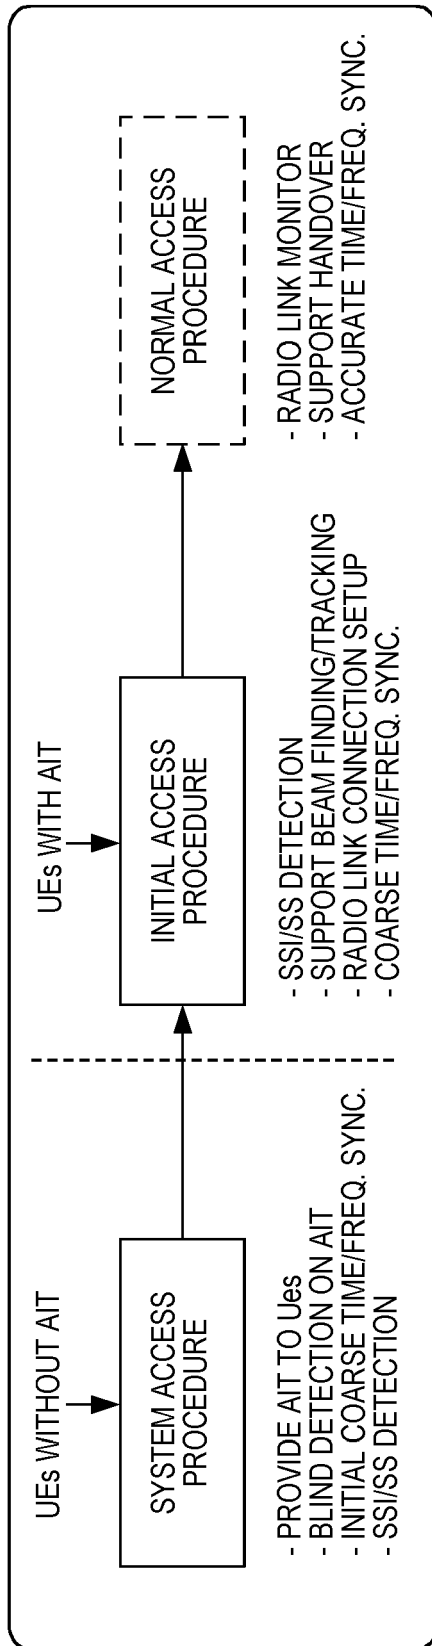 UEs WITHOUT AIT
SYSTEM ACCESS
PROCEDURE
- PROVIDE AIT TO Ues
- BLIND DETECTION ON AIT
- INITIAL COARSE TIME/FREQ. SYNC.
- SSI/SS DETECTION
UEs WITH AIT
INITIAL ACCESS
PROCEDURE
- SSI/SS DETECTION
- SUPPORT BEAM FINDING/TRACKING
- RADIO LINK CONNECTION SETUP
- COARSE TIME/FREQ. SYNC.
NORMAL ACCESS
PROCEDURE
- RADIO LINK MONITOR
- SUPPORT HANDOVER
- ACCURATE TIME/FREQ. SYNC.